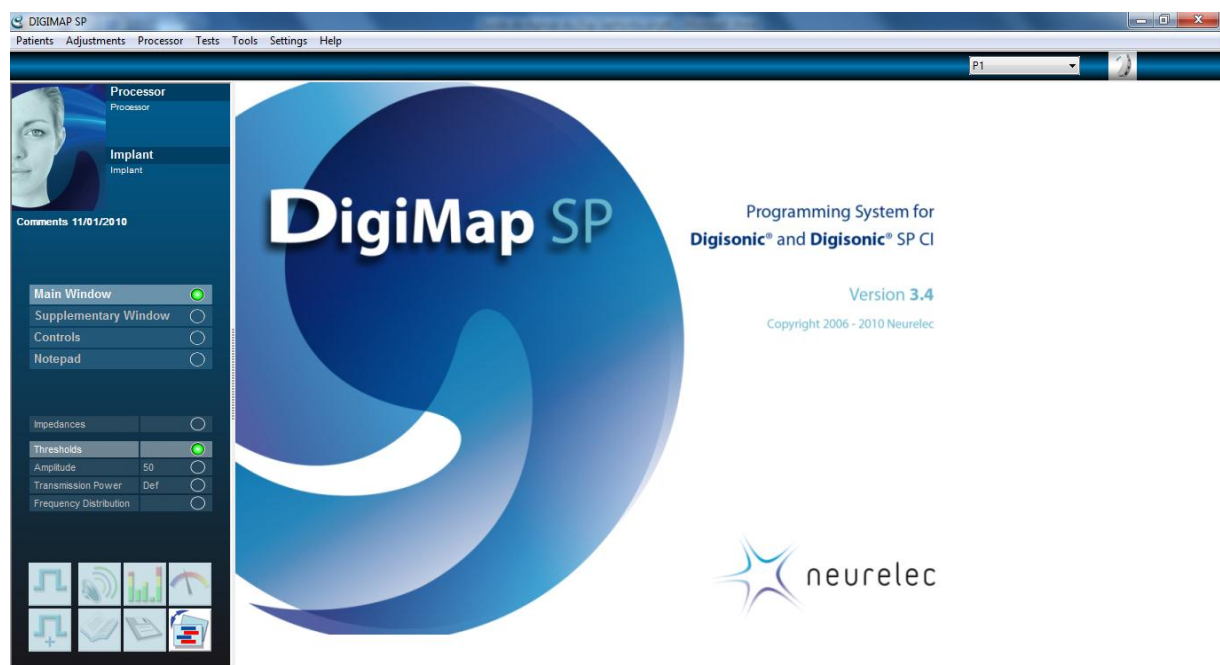 DIGIMAP SP
Patients Adjustments Processor Tests Tools Settings Help
P1
Processor
Processor
Implant
Implant
Comments 11/01/2010
Main Window
Supplementary Window
Controls
Notepad
Impedances
Thresholds
Amplitude 50
Transmission Power Def
Frequency Distribution
DigiMap SP
Programming System for
Digisonic® and Digisonic® SP CI
Version 3.4
Copyright 2006 - 2010 Neurelec
neurelec